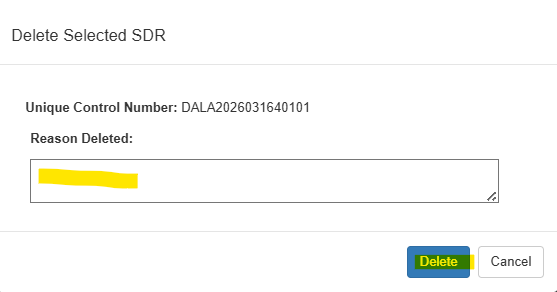 Delete Selected SDR
Unique Control Number: DALA2026031640101
Reason Deleted:
Delete Cancel